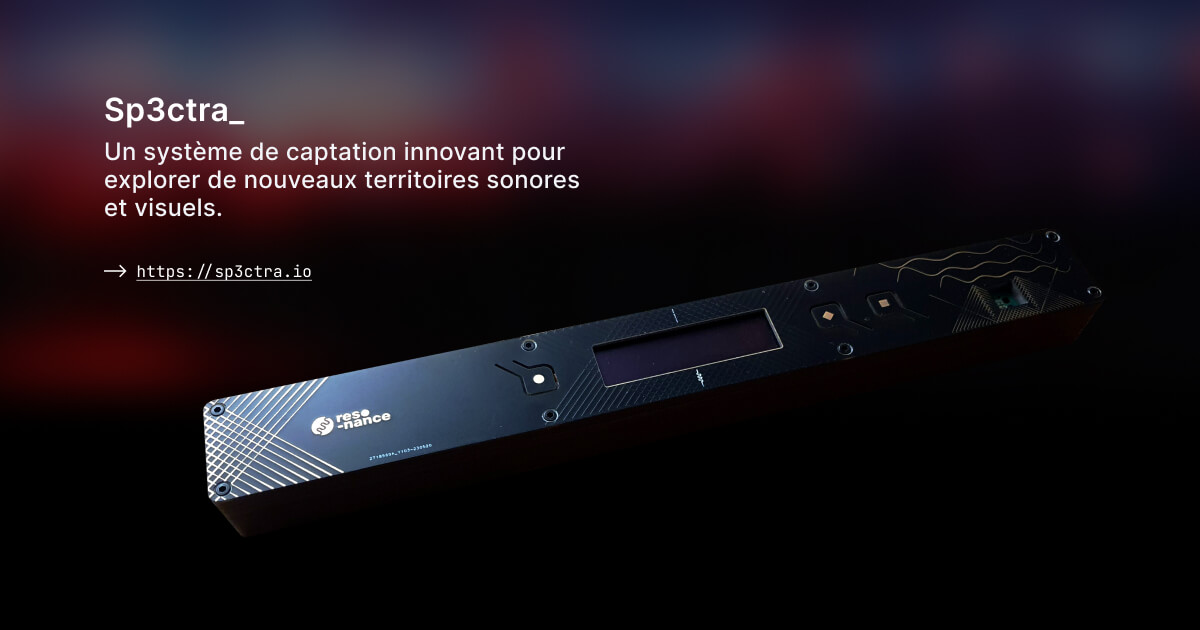 Sp3ctra_
Un système de captation innovant pour
explorer de nouveaux territoires sonores
et visuels.
https://sp3ctra.io
reso
-nance